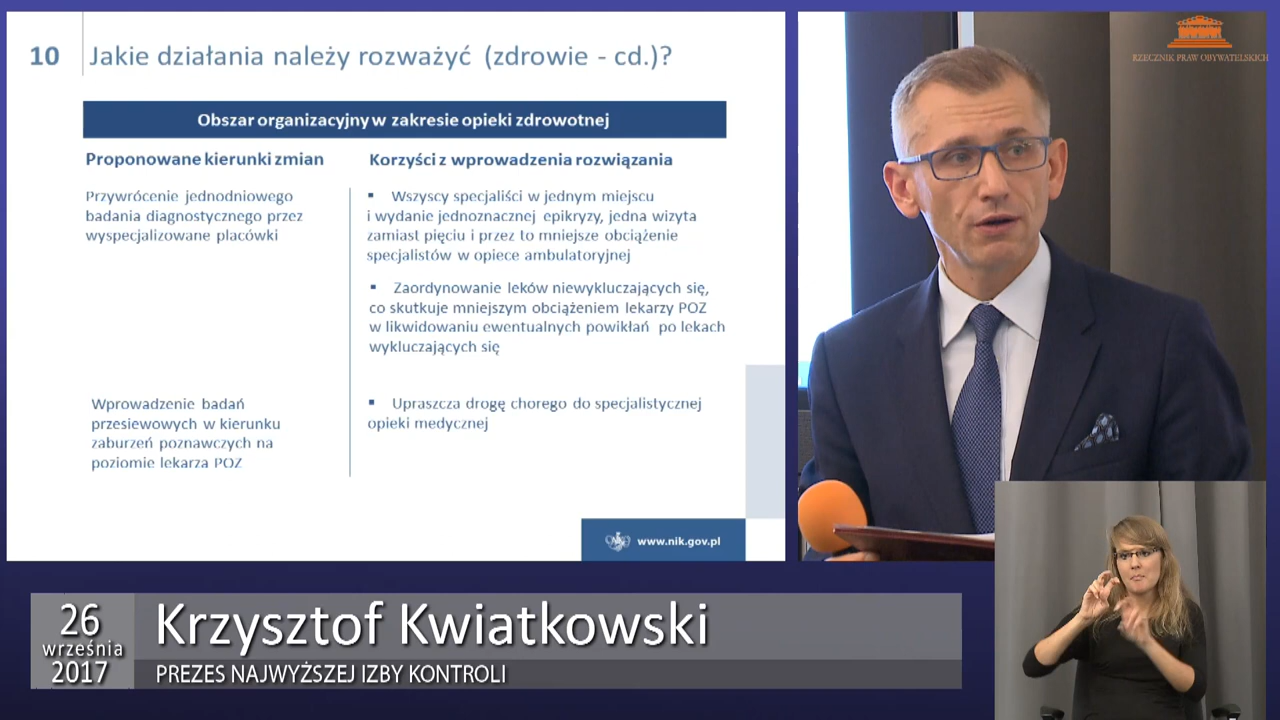 10 Jakie działania należy rozważyć (zdrowie - cd.)?
Obszar organizacyjny w zakresie opieki zdrowotnej
Proponowane kierunki zmian
Przywrócenie jednodniowego
badania diagnostycznego przez
wyspecjalizowane placówki
Wprowadzenie badań
przesiewowych w kierunku
zaburzeń poznawczych na
poziomie lekarza POZ
Korzyści z wprowadzenia rozwiązania
▪ Wszyscy specjaliści w jednym miejscu
i wydanie jednoznacznej epikryzy, jedna wizyta
zamiast pięciu i przez to mniejsze obciążenie
specjalistów w opiece ambulatoryjnej
▪ Zaordynowanie leków niewykluczających się,
co skutkuje mniejszym obciążeniem lekarzy POZ
w likwidowaniu ewentualnych powikłań po lekach
wykluczających się
▪ Upraszcza drogę chorego do specjalistycznej
opieki medycznej
NIK www.nik.gov.pl
RZECZNIK PRAW OBYWATELSKICH
26
września
2017
Krzysztof Kwiatkowski
PREZES NAJWYŻSZEJ IZBY KONTROLI